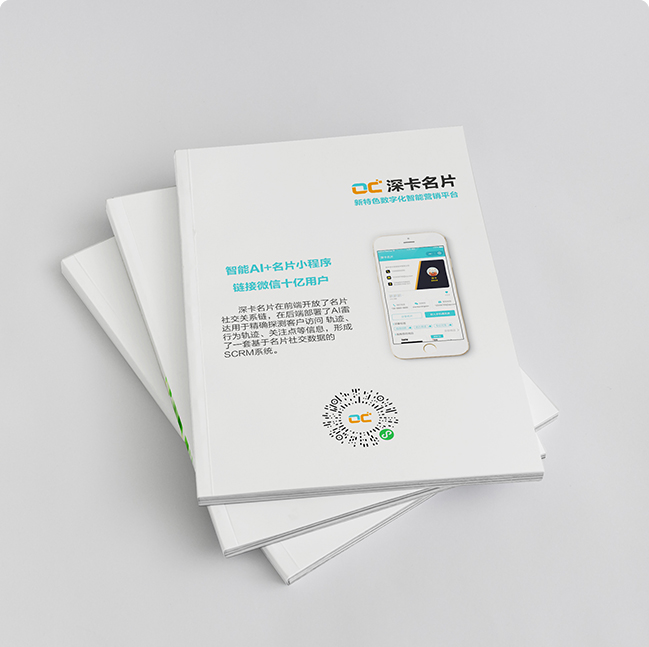 深卡名片
新特色数字化智能营销平台
智能AI+名片小程序
链接微信十亿用户
深卡名片在前端开放了名片
社交关系链，在后端部署了AI雷
达用于精确探测客户访问 轨迹、
行为轨迹、关注点等信息，形成
了一套基于名片社交数据的
SCRM系统。